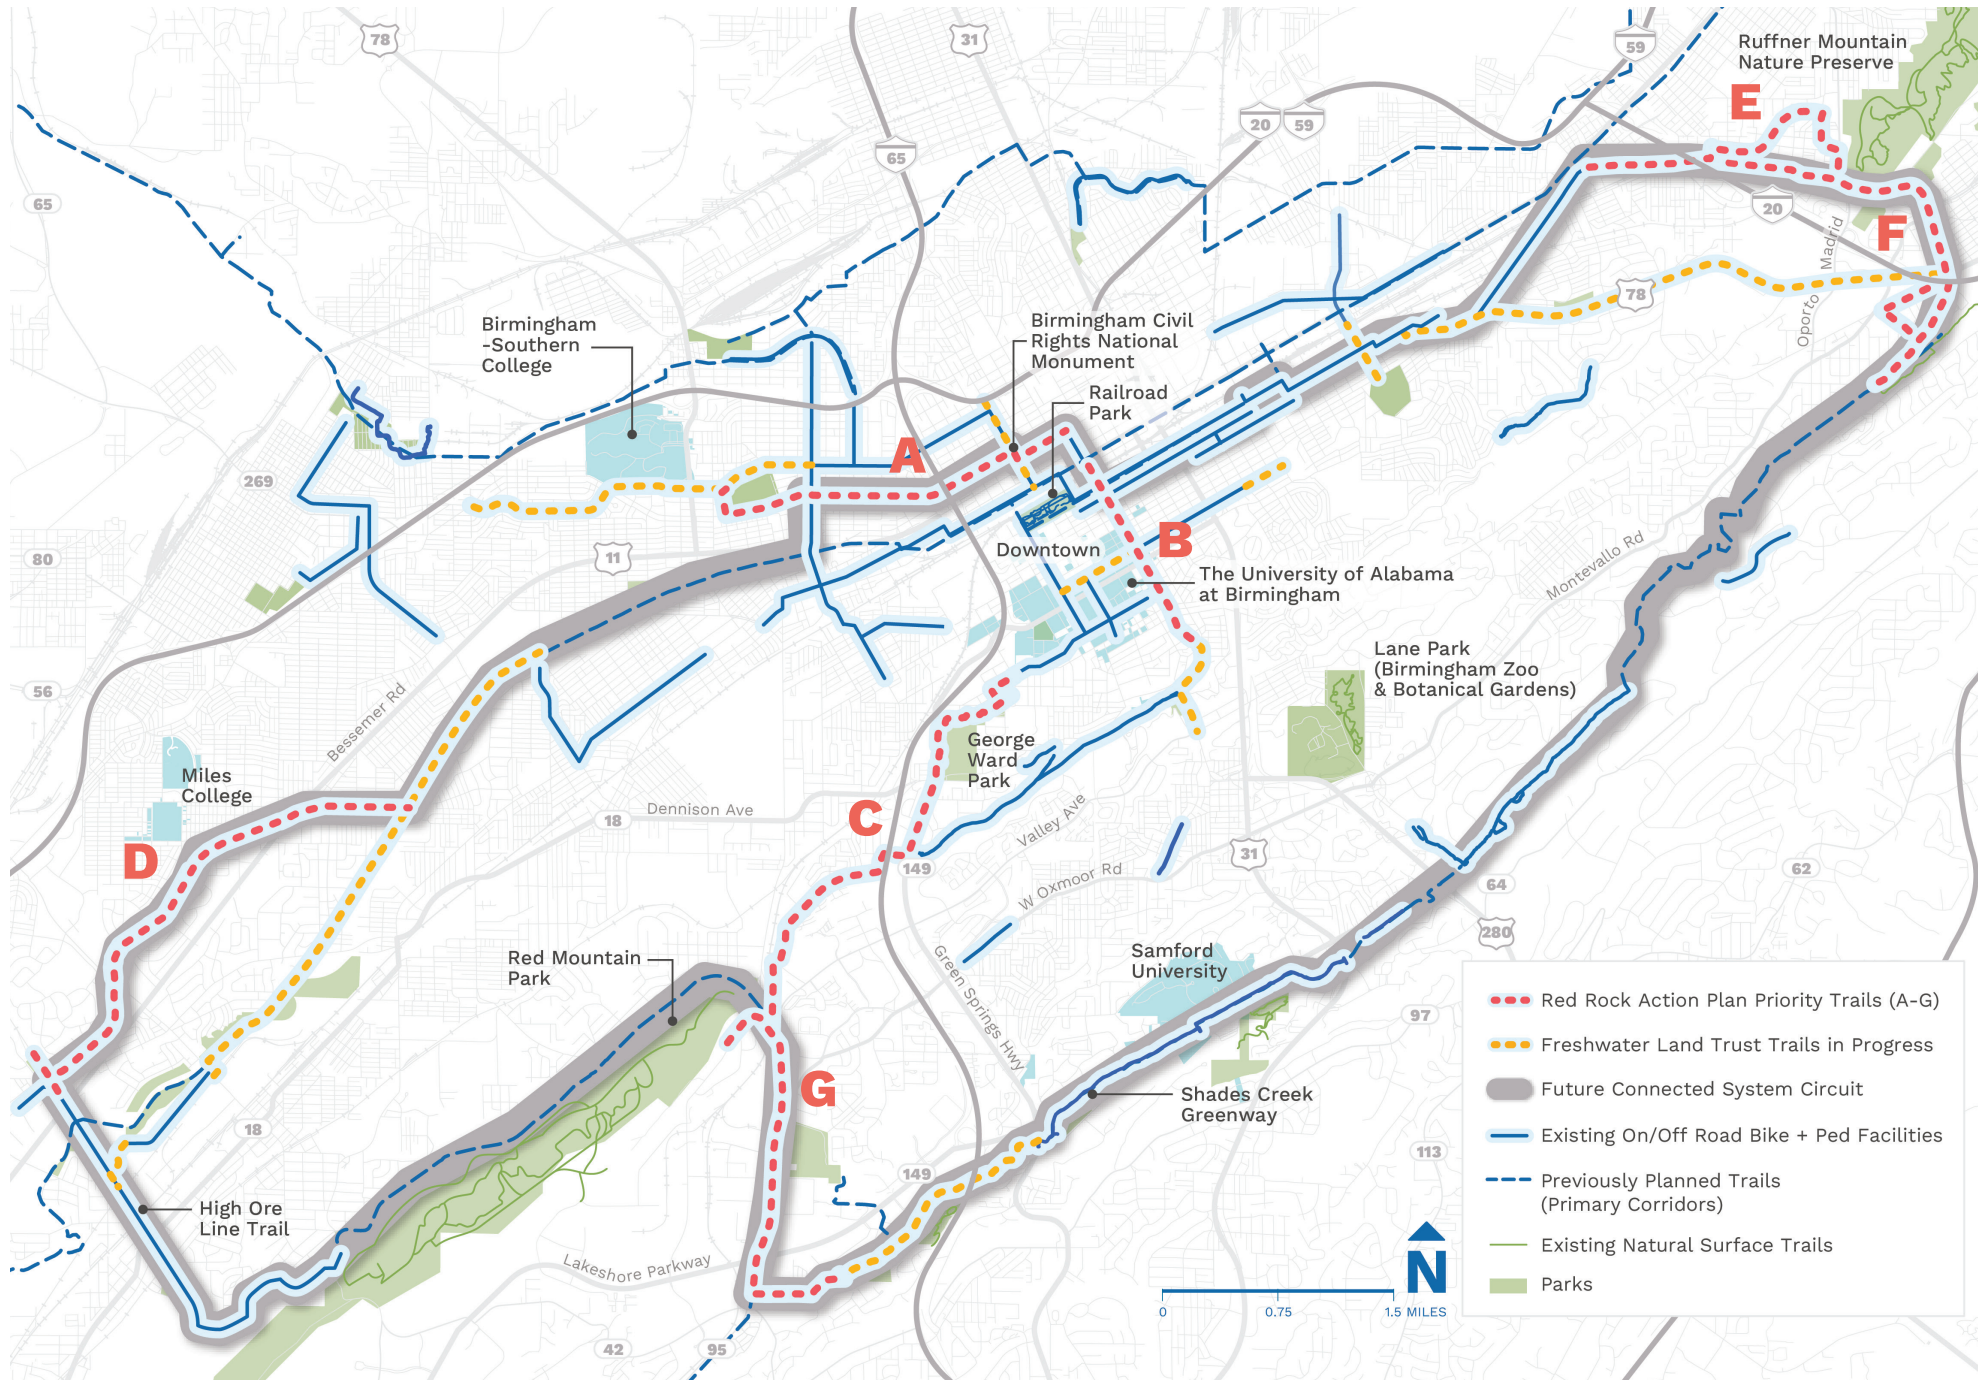 78
31
59
Ruffner Mountain
Nature Preserve
E
20
59
65
65
20
F
Madrid
Oporto
78
Birmingham
-Southern
College
Birmingham Civil
Rights National
Monument
Railroad
Park
A
269
80
11
Downtown
B
The University of Alabama
at Birmingham
Montevallo Rd
Lane Park
(Birmingham Zoo
& Botanical Gardens)
56
Bessemer Rd
Miles
College
George
Ward
Park
Dennison Ave
18
C
Valley Ave
D
149
31
W Oxmoor Rd
62
64
280
Red Mountain
Park
Green Springs Hwy
Samford
University
97
G
Shades Creek
Greenway
18
113
149
High Ore
Line Trail
Lakeshore Parkway
42
95
N
0
0.75
1.5 MILES
Red Rock Action Plan Priority Trails (A-G)
Freshwater Land Trust Trails in Progress
Future Connected System Circuit
Existing On/Off Road Bike + Ped Facilities
Previously Planned Trails
(Primary Corridors)
Existing Natural Surface Trails
Parks